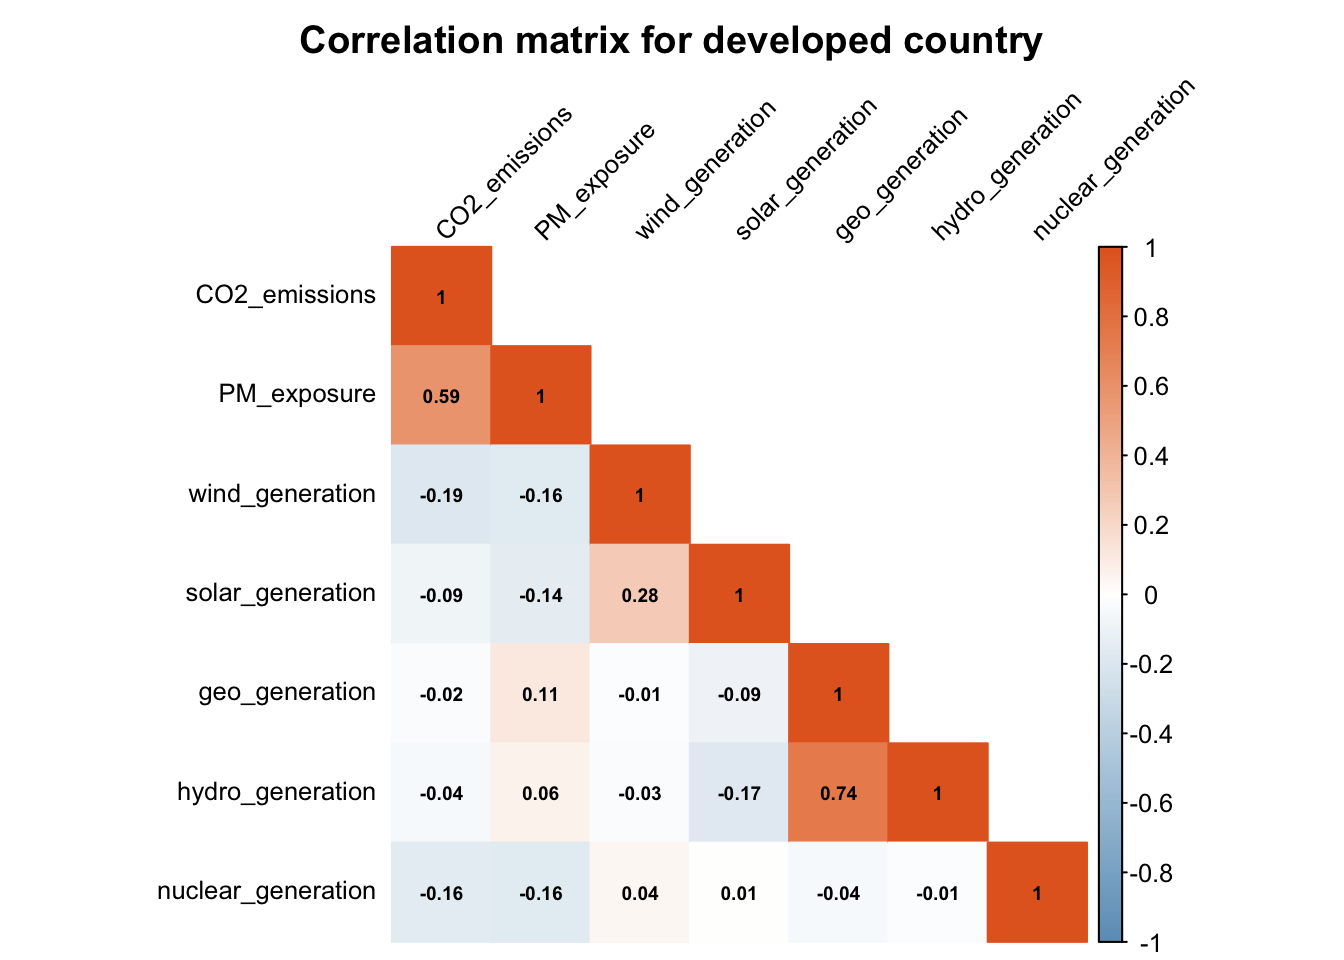 Correlation matrix for developed country
CO2_emissions
PM_exposure
wind_generation
solar_generation
geo_generation
hydro_generation
nuclear_generation
CO2_emissions 1
PM_exposure 0.59 1
wind_generation -0.19 -0.16 1
solar_generation -0.09 -0.14 0.28 1
geo_generation -0.02 0.11 -0.01 -0.09 1
hydro_generation -0.04 0.06 -0.03 -0.17 0.74 1
nuclear_generation -0.16 -0.16 0.04 0.01 -0.04 -0.01 1
1
0.8
0.6
0.4
0.2
0
-0.2
-0.4
-0.6
-0.8
-1